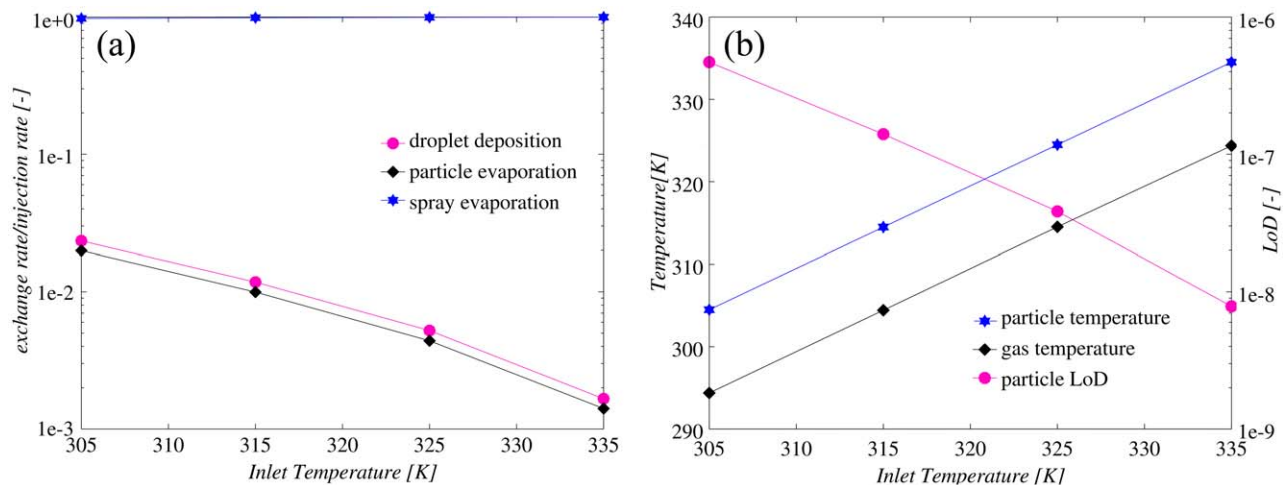 (a)
1e+0
1e-1
1e-2
1e-3
exchange rate/injection rate [-]
droplet deposition
particle evaporation
spray evaporation
305 310 315 320 325 330 335
Inlet Temperature [K]
(b)
340
330
320
310
300
290
Temperature[K]
1e-6
1e-7
1e-8
1e-9
LoD [-]
particle temperature
gas temperature
particle LoD
305 310 315 320 325 330 335
Inlet Temperature [K]